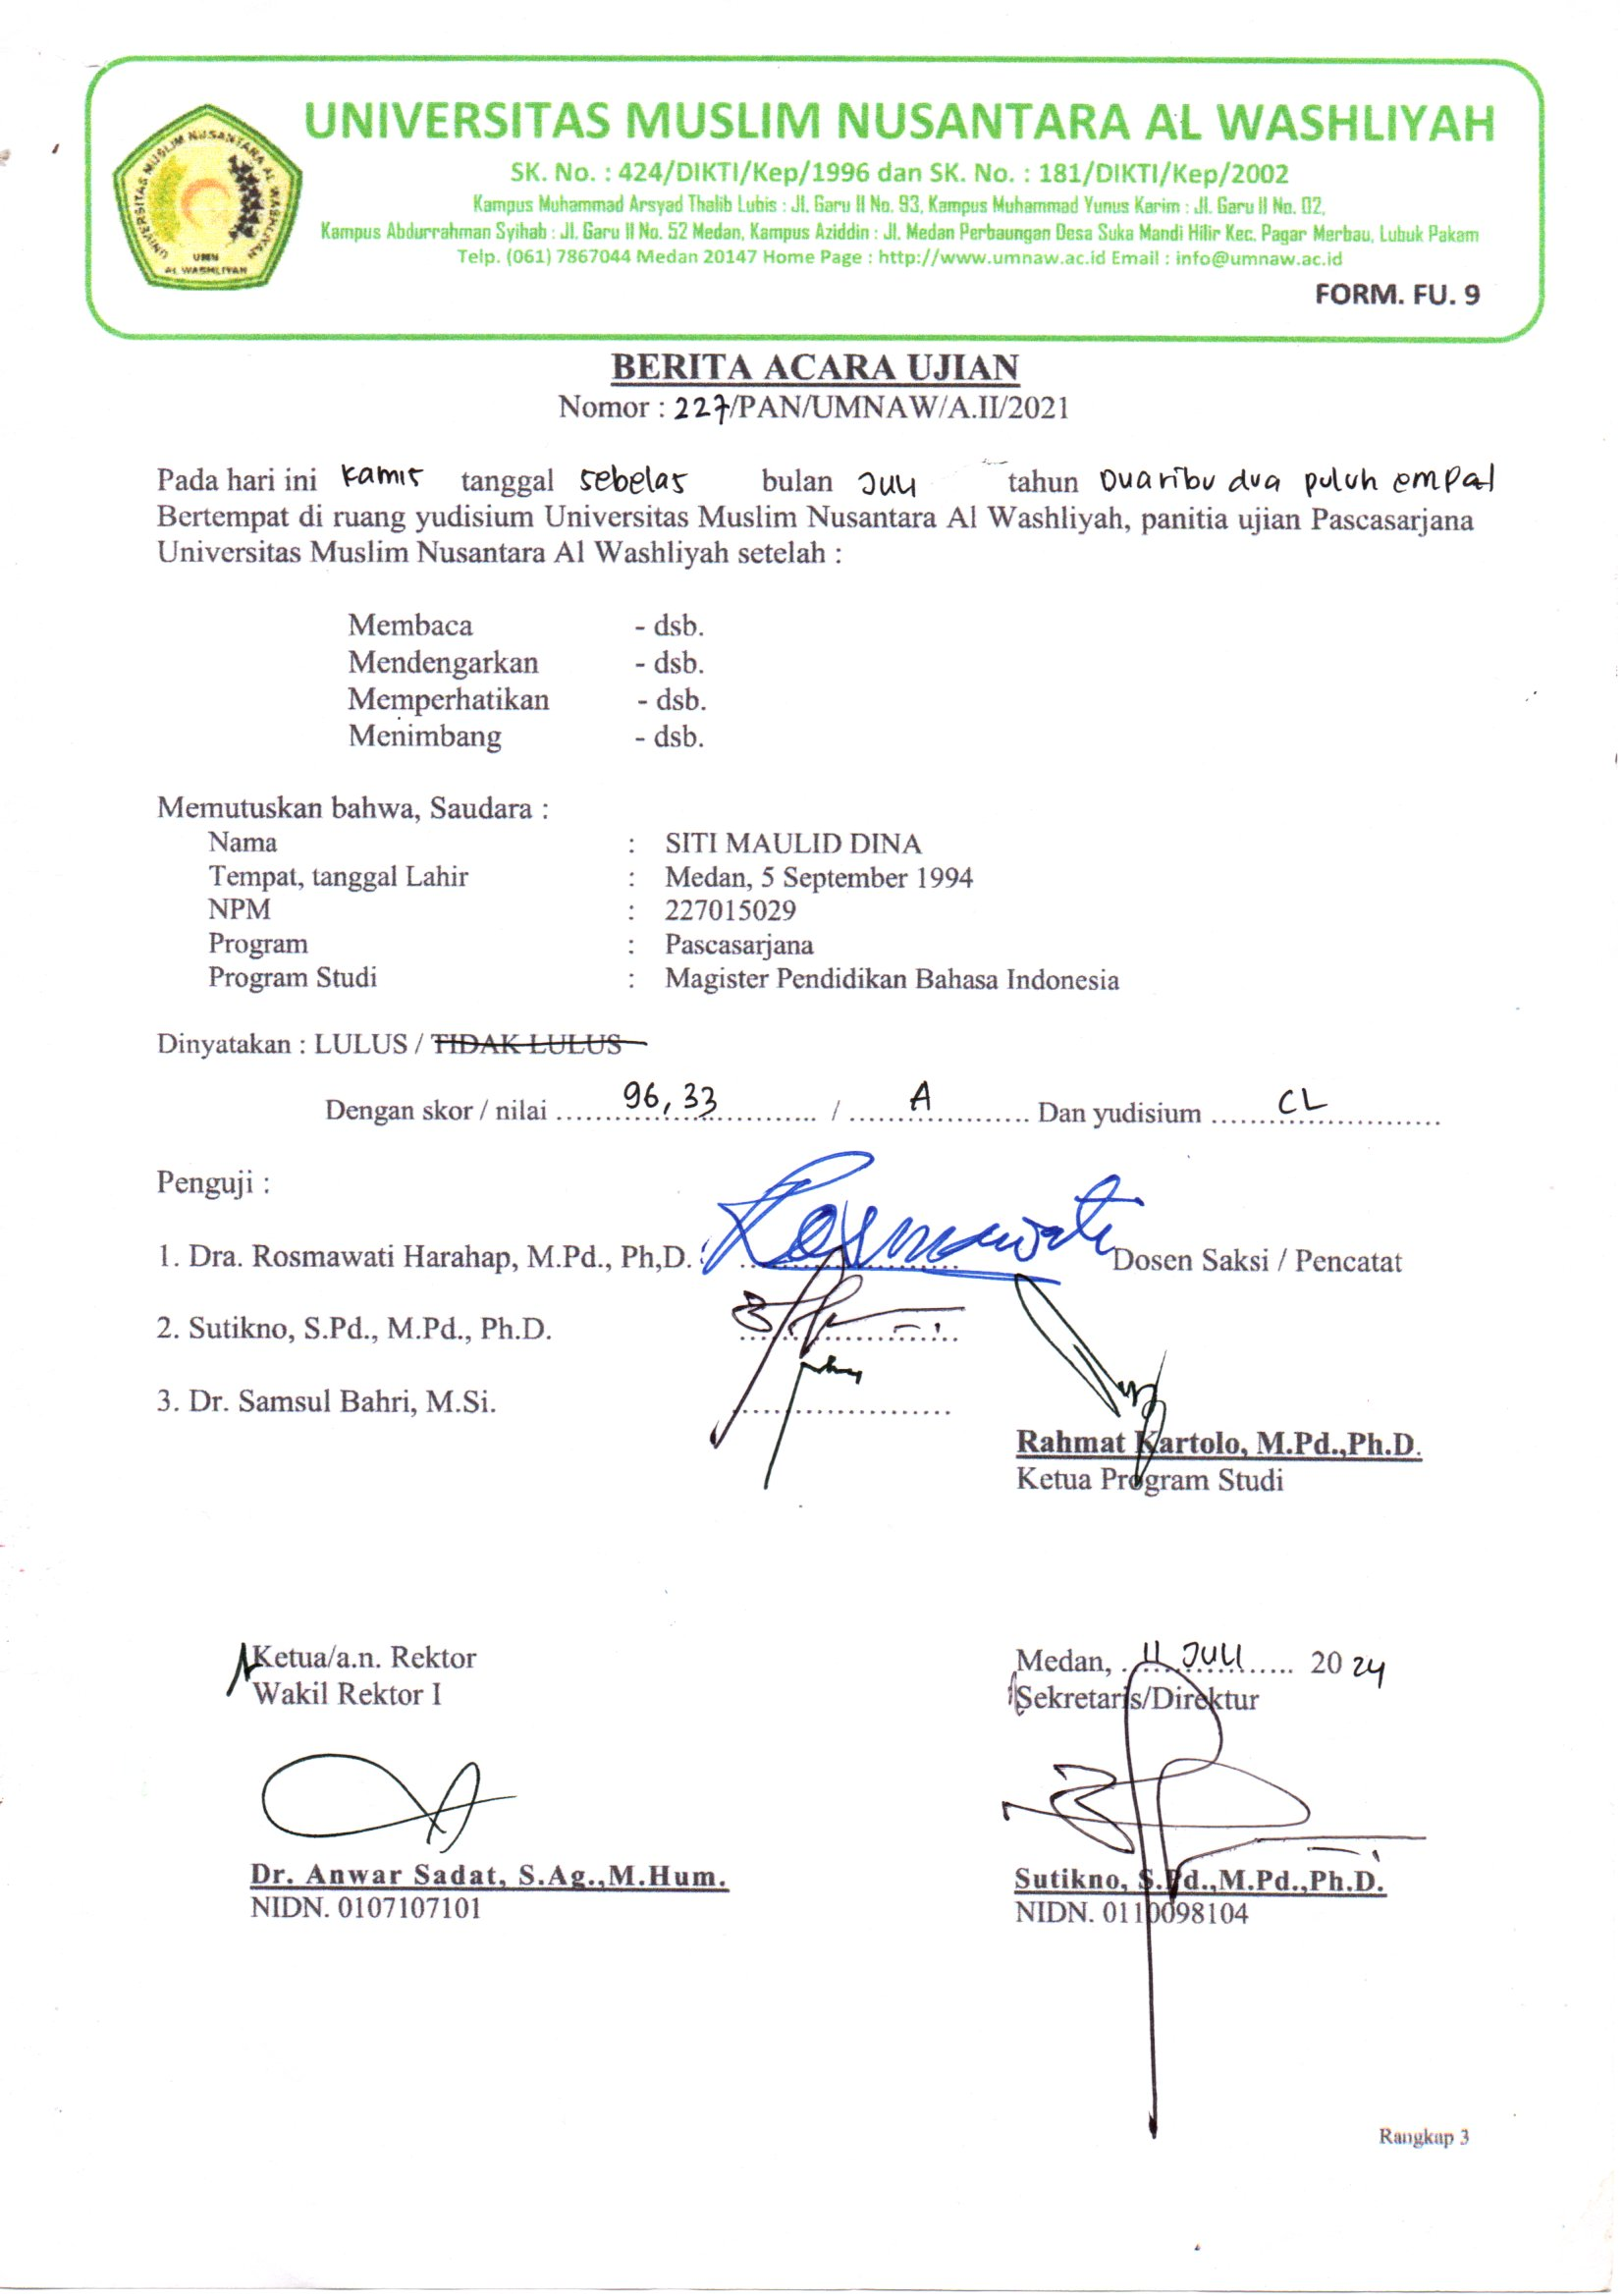 UNIVERSITAS MUSLIM NUSANTARA AL WASHLIYAH
UMN
AL WASHLIYAH
UNIVERSITAS MUSLIM NUSANTARA AL WASHLIYAH
SK. No. : 424/DIKTI/Kep/1996 dan SK. No. : 181/DIKTI/Kep/2002
Kampus Muhammad Arsyad Thalib Lubis : Jl. Garu II No. 93, Kampus Muhammad Yunus Karim : Jl. Garu II No. 02,
Kampus Abdurrahman Syihab : Jl. Garu II No. 52 Medan, Kampus Aziddin : Jl. Medan Perbaungan Desa Suka Mandi Hilir Kec. Pagar Merbau, Lubuk Pakam
Telp. (061) 7867044 Medan 20147 Home Page : http://www.umnaw.ac.id Email : info@umnaw.ac.id
FORM. FU. 9
BERITA ACARA UJIAN
Nomor : 227/PAN/UMNAW/A.II/2021
Pada hari ini Kamis tanggal sebelas bulan Juli tahun Duaribu dua puluh empat
Bertempat di ruang yudisium Universitas Muslim Nusantara Al Washliyah, panitia ujian Pascasarjana
Universitas Muslim Nusantara Al Washliyah setelah :
Membaca - dsb.
Mendengarkan - dsb.
Memperhatikan - dsb.
Menimbang - dsb.
Memutuskan bahwa, Saudara :
Nama : SITI MAULID DINA
Tempat, tanggal Lahir : Medan, 5 September 1994
NPM : 227015029
Program : Pascasarjana
Program Studi : Magister Pendidikan Bahasa Indonesia
Dinyatakan : LULUS / TIDAK LULUS
Dengan skor / nilai 96,33 / A Dan yudisium CL
Penguji :
1. Dra. Rosmawati Harahap, M.Pd., Ph,D. : Rosmawati Dosen Saksi / Pencatat
2. Sutikno, S.Pd., M.Pd., Ph.D.
3. Dr. Samsul Bahri, M.Si.
Rahmat Kartolo, M.Pd.,Ph.D.
Ketua Program Studi
Ketua/a.n. Rektor
Wakil Rektor I
Medan, 11 JULI 2024
Sekretaris/Direktur
Dr. Anwar Sadat, S.Ag.,M.Hum.
NIDN. 0107107101
Sutikno, S.Pd.,M.Pd.,Ph.D.
NIDN. 0110098104
Rangkap 3